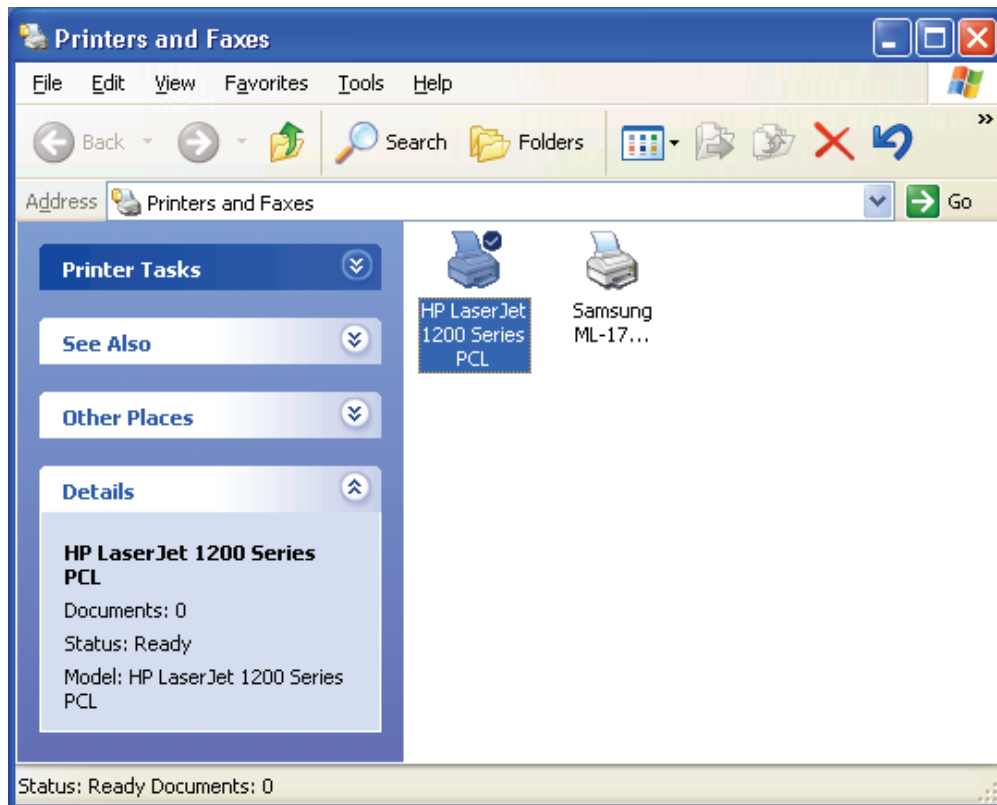 Printers and Faxes
File Edit View Favorites Tools Help
Back Search Folders »
Address Printers and Faxes Go
Printer Tasks
See Also
Other Places
Details
HP LaserJet 1200 Series
PCL
Documents: 0
Status: Ready
Model: HP LaserJet 1200 Series
PCL
HP LaserJet
1200 Series
PCL
Samsung
ML-17...
Status: Ready Documents: 0